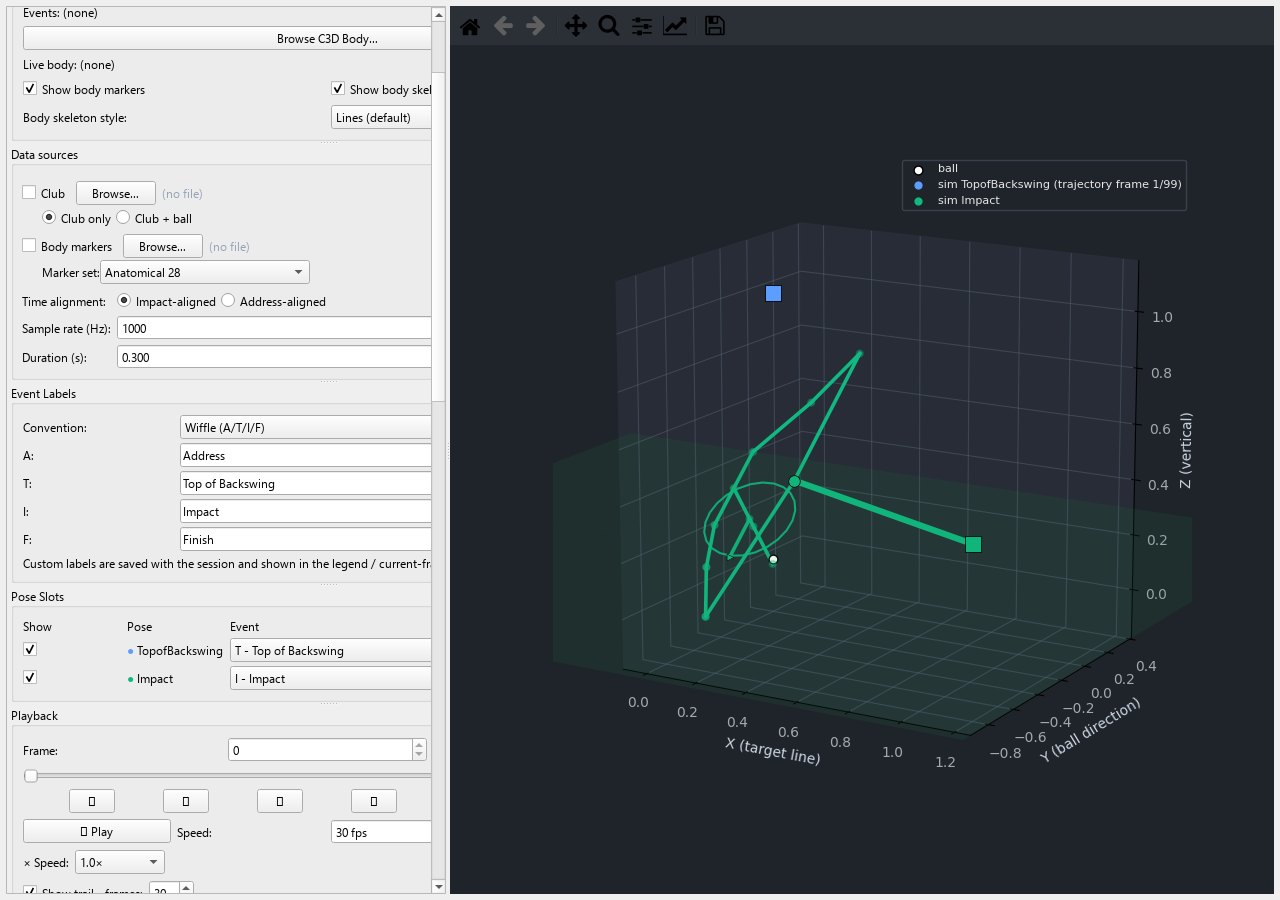 Events: (none)
Browse C3D Body...
Live body: (none)
Show body markers
Show body skel
Body skeleton style:
Lines (default)
Data sources
Club
Browse...
(no file)
Club only
Club + ball
Body markers
Browse...
(no file)
Marker set:
Anatomical 28
Time alignment:
Impact-aligned
Address-aligned
Sample rate (Hz):
1000
Duration (s):
0.300
Event Labels
Convention:
Wiffle (A/T/I/F)
A:
Address
T:
Top of Backswing
I:
Impact
F:
Finish
Custom labels are saved with the session and shown in the legend / current-fr
Pose Slots
Show
Pose
Event
TopofBackswing
T - Top of Backswing
Impact
I - Impact
Playback
Frame:
0
Play
Speed:
30 fps
× Speed:
1.0×
ball
sim TopofBackswing (trajectory frame 1/99)
sim Impact
1.0
0.8
0.6
0.4
0.2
0.0
Z (vertical)
0.4
0.2
0.0
−0.2
−0.4
−0.6
−0.8
Y (ball direction)
0.0
0.2
0.4
0.6
0.8
1.0
1.2
X (target line)